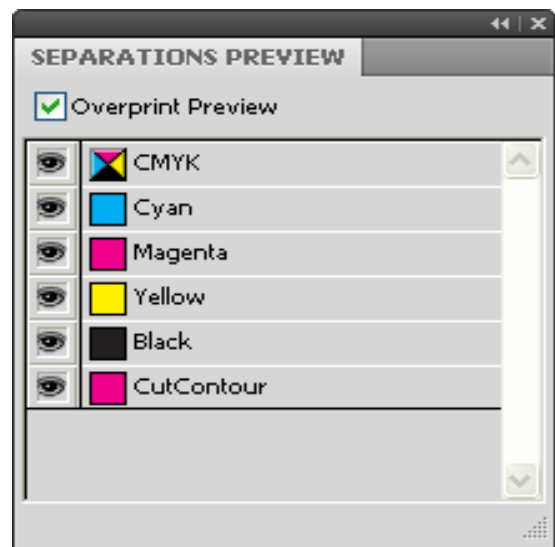 SEPARATIONS PREVIEW
Overprint Preview
CMYK
Cyan
Magenta
Yellow
Black
CutContour